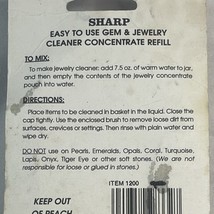 SHARP
EASY TO USE GEM & JEWELRY
CLEANER CONCENTRATE REFILL
TO MIX:
To make jewelry cleaner, add 7.5 oz. of warm water to jar,
and then empty the contents of the jewelry concentrate
pouch into water.
DIRECTIONS:
Place items to be cleaned in basket in the liquid. Close the
cap tightly. Use the enclosed brush to remove loose dirt from
surfaces, crevices or settings. Then rinse with plain water and
wipe dry.
DO NOT use on Pearls, Emeralds, Opals, Coral, Turquoise,
Lapis, Onyx, Tiger Eye or other soft stones. (We are not
responsible for loose or glued in stones.)
ITEM 1200
KEEP OUT
OF REACH